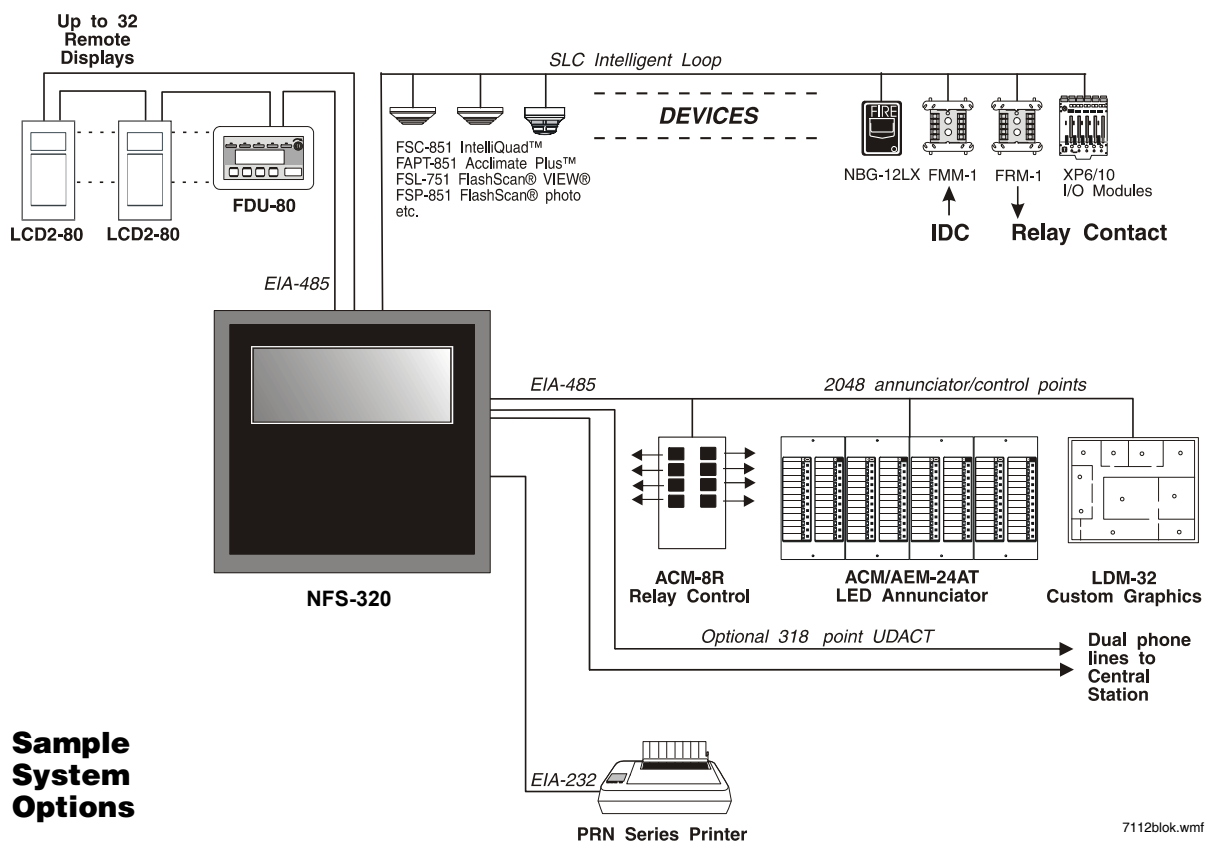 Up to 32
Remote
Displays
SLC Intelligent Loop
DEVICES
FIRE
FSC-851 IntelliQuad™
FAPT-851 Acclimate Plus™
FSL-751 FlashScan® VIEW®
FSP-851 FlashScan® photo
etc.
NBG-12LX FMM-1 FRM-1 XP6/10
I/O Modules
IDC Relay Contact
FDU-80
LCD2-80 LCD2-80
EIA-485
EIA-485 2048 annunciator/control points
NFS-320
ACM-8R
Relay Control
ACM/AEM-24AT
LED Annunciator
LDM-32
Custom Graphics
Optional 318 point UDACT
Dual phone
lines to
Central
Station
Sample
System
Options
EIA-232
PRN Series Printer
7112blok.wmf